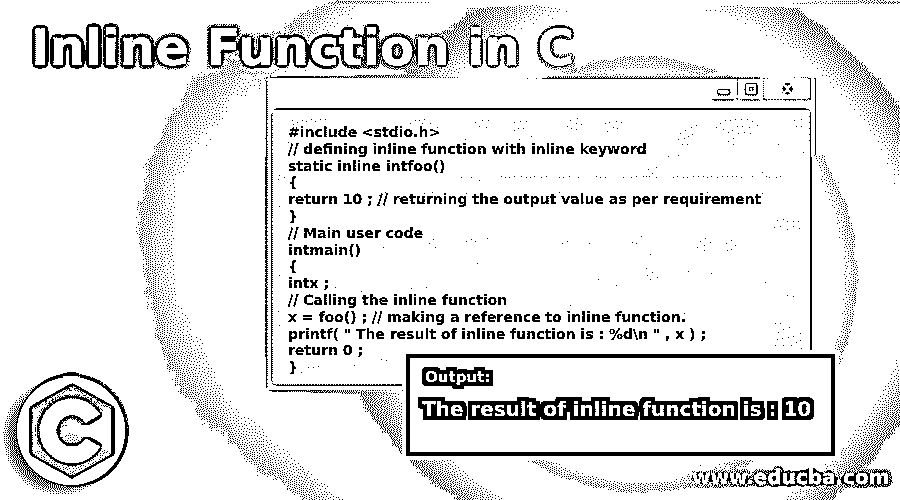 Inline Function in C
#include <stdio.h>
// defining inline function with inline keyword
static inline intfoo()
{
return 10 ; // returning the output value as per requirement
}
// Main user code
intmain()
{
intx ;
// Calling the inline function
x = foo() ; // making a reference to inline function.
printf( " The result of inline function is : %d\n " , x ) ;
return 0 ;
}
Output:
The result of inline function is : 10
C
www.educba.com